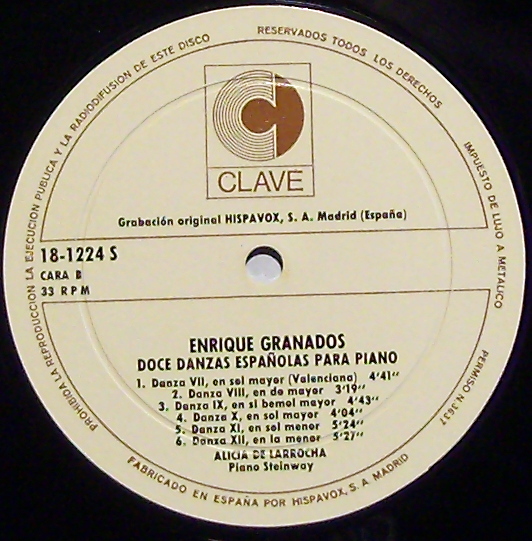 RESERVADOS TODOS LOS DERECHOS
IMPUESTO DE LUJO A METALICO
PERMISO N.3637
FABRICADO EN ESPAÑA POR HISPAVOX, S. A. MADRID
PROHIBIDA LA REPRODUCCION LA EJECUCION PUBLICA Y LA RADIODIFUSION DE ESTE DISCO
CLAVE
Grabación original HISPAVOX, S. A. Madrid (España)
18-1224 S
CARA B
33 RPM
ENRIQUE GRANADOS
DOCE DANZAS ESPAÑOLAS PARA PIANO
1. Danza VII, en sol mayor (Valenciana) 4'41"
2. Danza VIII, en do mayor 3'19"
3. Danza IX, en si bemol mayor 4'43"
4. Danza X, en sol mayor 4'04"
5. Danza XI, en sol menor 5'24"
6. Danza XII, en la menor 5'27"
ALICIA DE LARROCHA
Piano Steinway